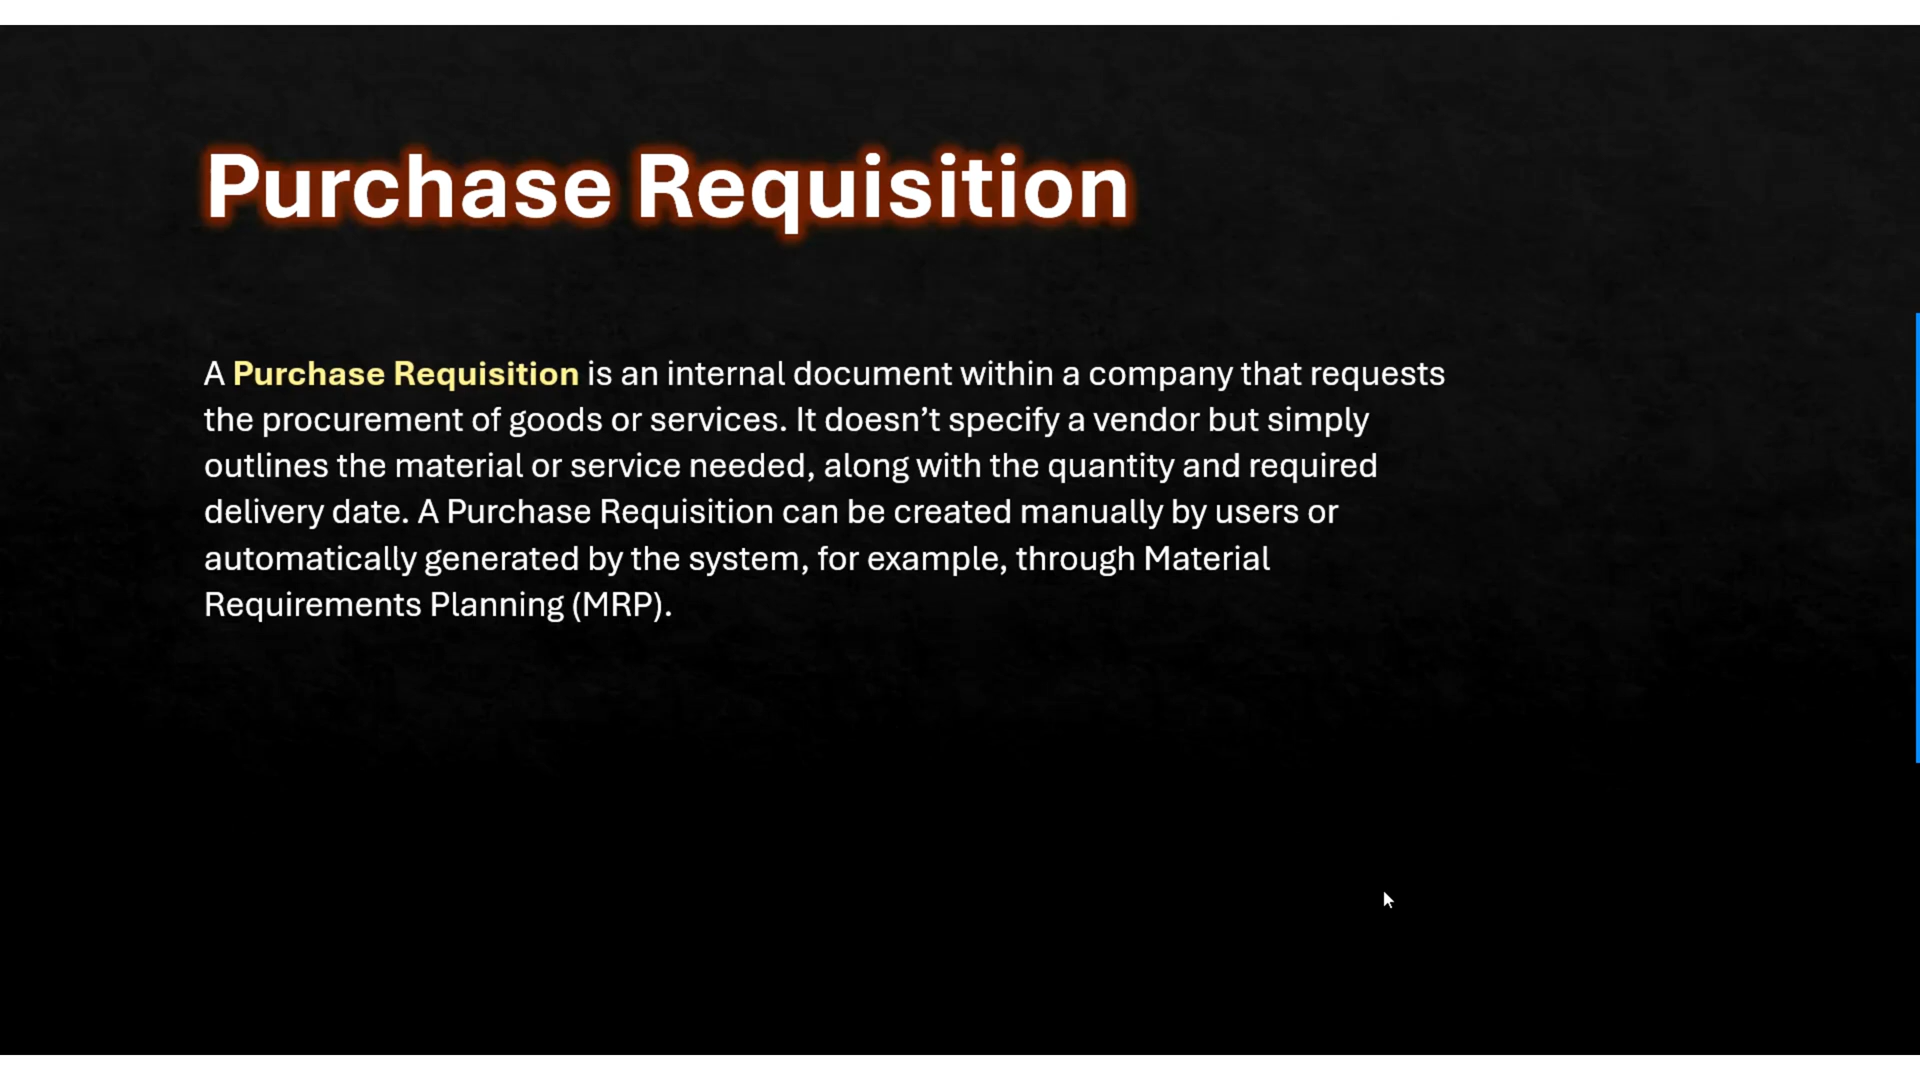 Purchase Requisition
A Purchase Requisition is an internal document within a company that requests
the procurement of goods or services. It doesn’t specify a vendor but simply
outlines the material or service needed, along with the quantity and required
delivery date. A Purchase Requisition can be created manually by users or
automatically generated by the system, for example, through Material
Requirements Planning (MRP).